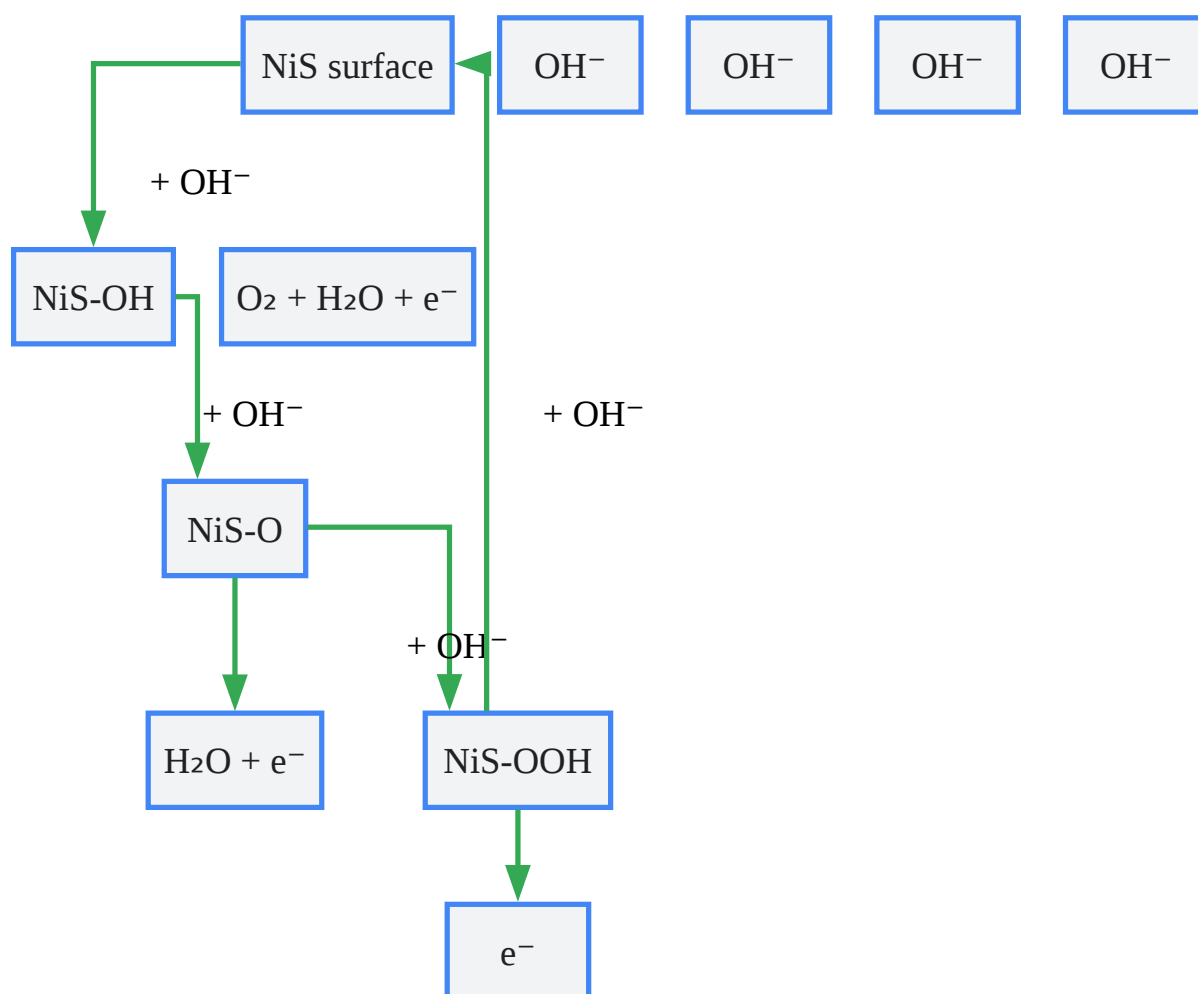 NiS surface
OH⁻
OH⁻
OH⁻
OH⁻
+ OH⁻
NiS-OH
O₂ + H₂O + e⁻
+ OH⁻
+ OH⁻
NiS-O
+ OH⁻
H₂O + e⁻
NiS-OOH
e⁻